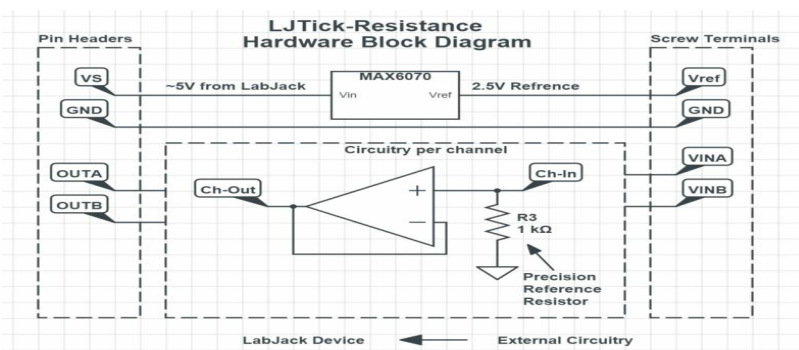 LJTick-Resistance
Hardware Block Diagram
Pin Headers
Screw Terminals
VS
~5V from LabJack
MAX6070
Vin
Vref
2.5V Refrence
Vref
GND
GND
Circuitry per channel
OUTA
OUTB
Ch-Out
+
−
Ch-In
R3
1 kΩ
VINA
VINB
Precision
Reference
Resistor
LabJack Device
External Circuitry